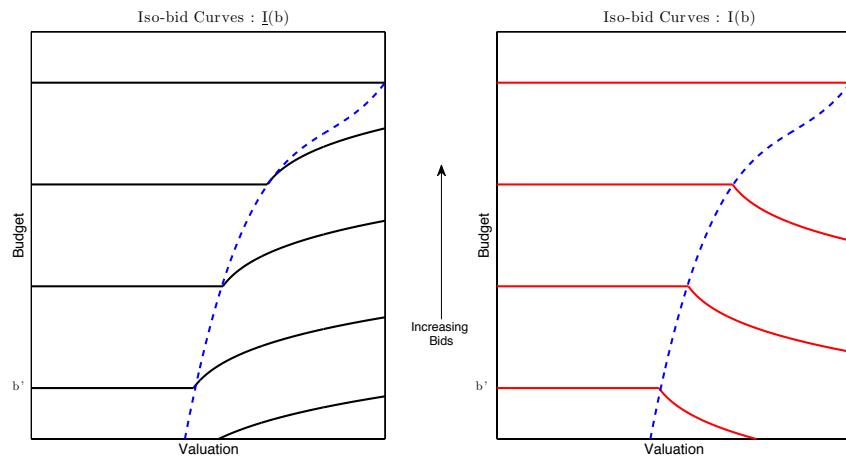 Iso-bid Curves : I(b)
Budget
b'
Valuation
Increasing
Bids
Iso-bid Curves : I(b)
Budget
b'
Valuation